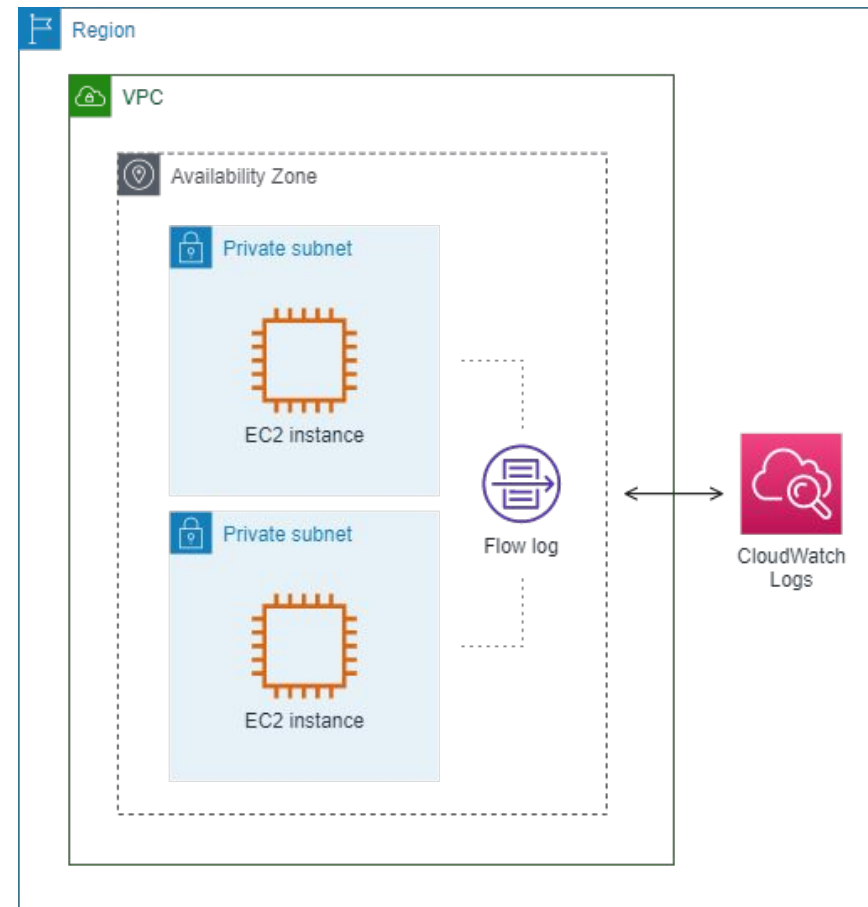 Region
VPC
Availability Zone
Private subnet
EC2 instance
Private subnet
EC2 instance
Flow log
CloudWatch
Logs